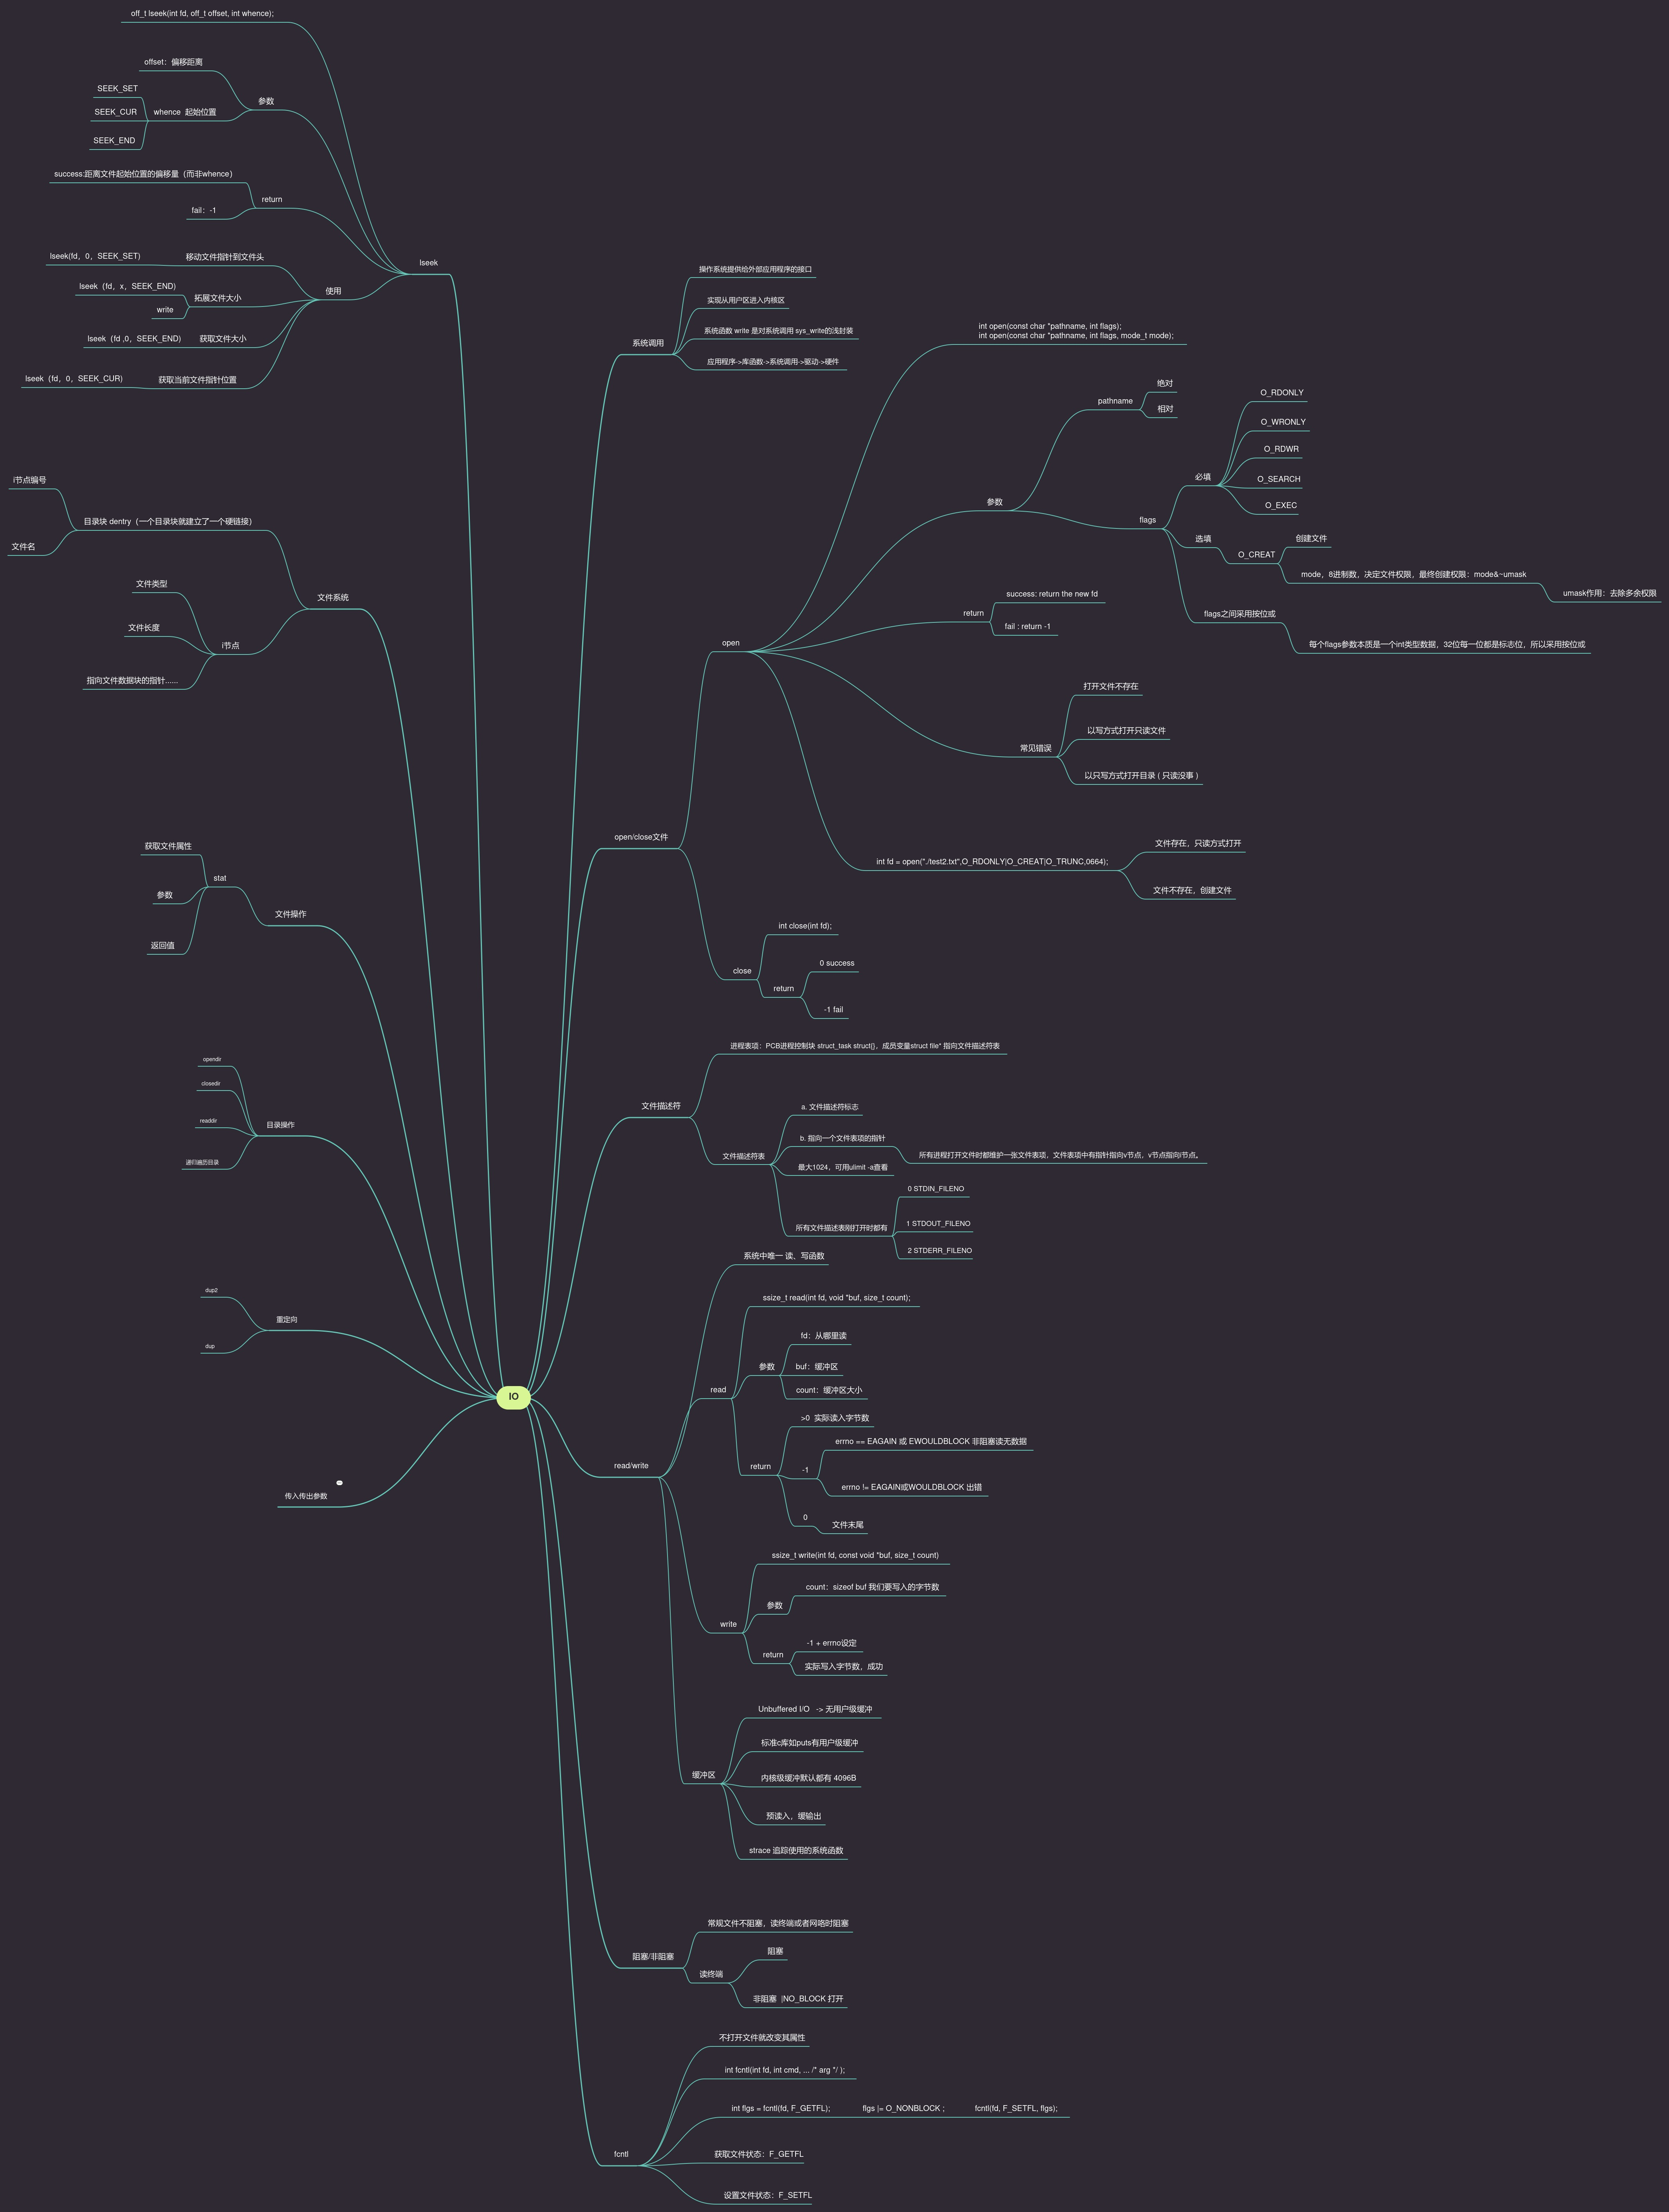 IO
系统调用
操作系统提供给外部应用程序的接口
实现从用户区进入内核区
系统函数 write 是对系统调用 sys_write的浅封装
应用程序->库函数->系统调用->驱动->硬件
open/close文件
open
int open(const char *pathname, int flags);
int open(const char *pathname, int flags, mode_t mode);
参数
pathname
绝对
相对
flags
必填
O_RDONLY
O_WRONLY
O_RDWR
O_SEARCH
O_EXEC
选填
O_CREAT
创建文件
mode，8进制数，决定文件权限，最终创建权限：mode&~umask
umask作用：去除多余权限
flags之间采用按位或
每个flags参数本质是一个int类型数据，32位每一位都是标志位，所以采用按位或
return
success: return the new fd
fail : return -1
常见错误
打开文件不存在
以写方式打开只读文件
以只写方式打开目录 ( 只读没事 )
int fd = open("./test2.txt",O_RDONLY|O_CREAT|O_TRUNC,0664);
文件存在，只读方式打开
文件不存在，创建文件
close
int close(int fd);
return
0 success
-1 fail
文件描述符
进程表项：PCB进程控制块 struct_task struct{}，成员变量struct file* 指向文件描述符表
文件描述符表
a. 文件描述符标志
b. 指向一个文件表项的指针
所有进程打开文件时都维护一张文件表项，文件表项中有指针指向v节点，v节点指向i节点。
最大1024，可用ulimit -a查看
所有文件描述表刚打开时都有
0 STDIN_FILENO
1 STDOUT_FILENO
2 STDERR_FILENO
read/write
系统中唯一 读、写函数
read
ssize_t read(int fd, void *buf, size_t count);
参数
fd：从哪里读
buf：缓冲区
count：缓冲区大小
return
>0 实际读入字节数
-1
errno == EAGAIN 或 EWOULDBLOCK 非阻塞读无数据
errno != EAGAIN或WOULDBLOCK 出错
0
文件末尾
write
ssize_t write(int fd, const void *buf, size_t count)
参数
count：sizeof buf 我们要写入的字节数
return
-1 + errno设定
实际写入字节数，成功
缓冲区
Unbuffered I/O -> 无用户级缓冲
标准c库如puts有用户级缓冲
内核级缓冲默认都有 4096B
预读入，缓输出
strace 追踪使用的系统函数
阻塞/非阻塞
常规文件不阻塞，读终端或者网咯时阻塞
读终端
阻塞
非阻塞 |NO_BLOCK 打开
fcntl
不打开文件就改变其属性
int fcntl(int fd, int cmd, ... /* arg */ );
int flgs = fcntl(fd, F_GETFL); flgs |= O_NONBLOCK ; fcntl(fd, F_SETFL, flgs);
获取文件状态：F_GETFL
设置文件状态：F_SETFL
lseek
off_t lseek(int fd, off_t offset, int whence);
参数
offset：偏移距离
whence 起始位置
SEEK_SET
SEEK_CUR
SEEK_END
return
success:距离文件起始位置的偏移量（而非whence）
fail：-1
使用
移动文件指针到文件头
lseek(fd，0，SEEK_SET)
拓展文件大小
lseek（fd，x，SEEK_END)
write
获取文件大小
lseek（fd ,0，SEEK_END)
获取当前文件指针位置
lseek（fd，0，SEEK_CUR)
文件系统
目录块 dentry（一个目录块就建立了一个硬链接）
i节点编号
文件名
i节点
文件类型
文件长度
指向文件数据块的指针......
文件操作
stat
获取文件属性
参数
返回值
目录操作
opendir
closedir
readdir
递归遍历目录
重定向
dup2
dup
传入传出参数